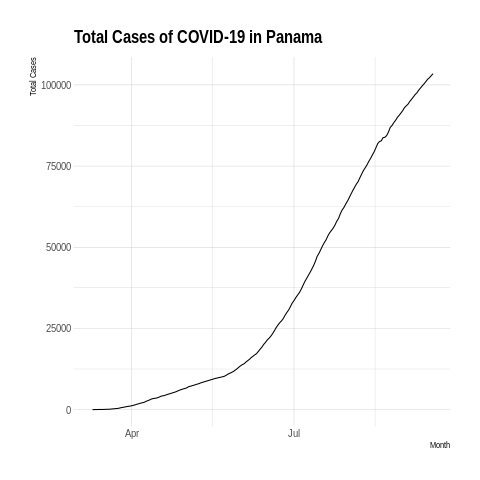 Total Cases of COVID-19 in Panama
Total Cases
100000
75000
50000
25000
0
Apr
Jul
Month